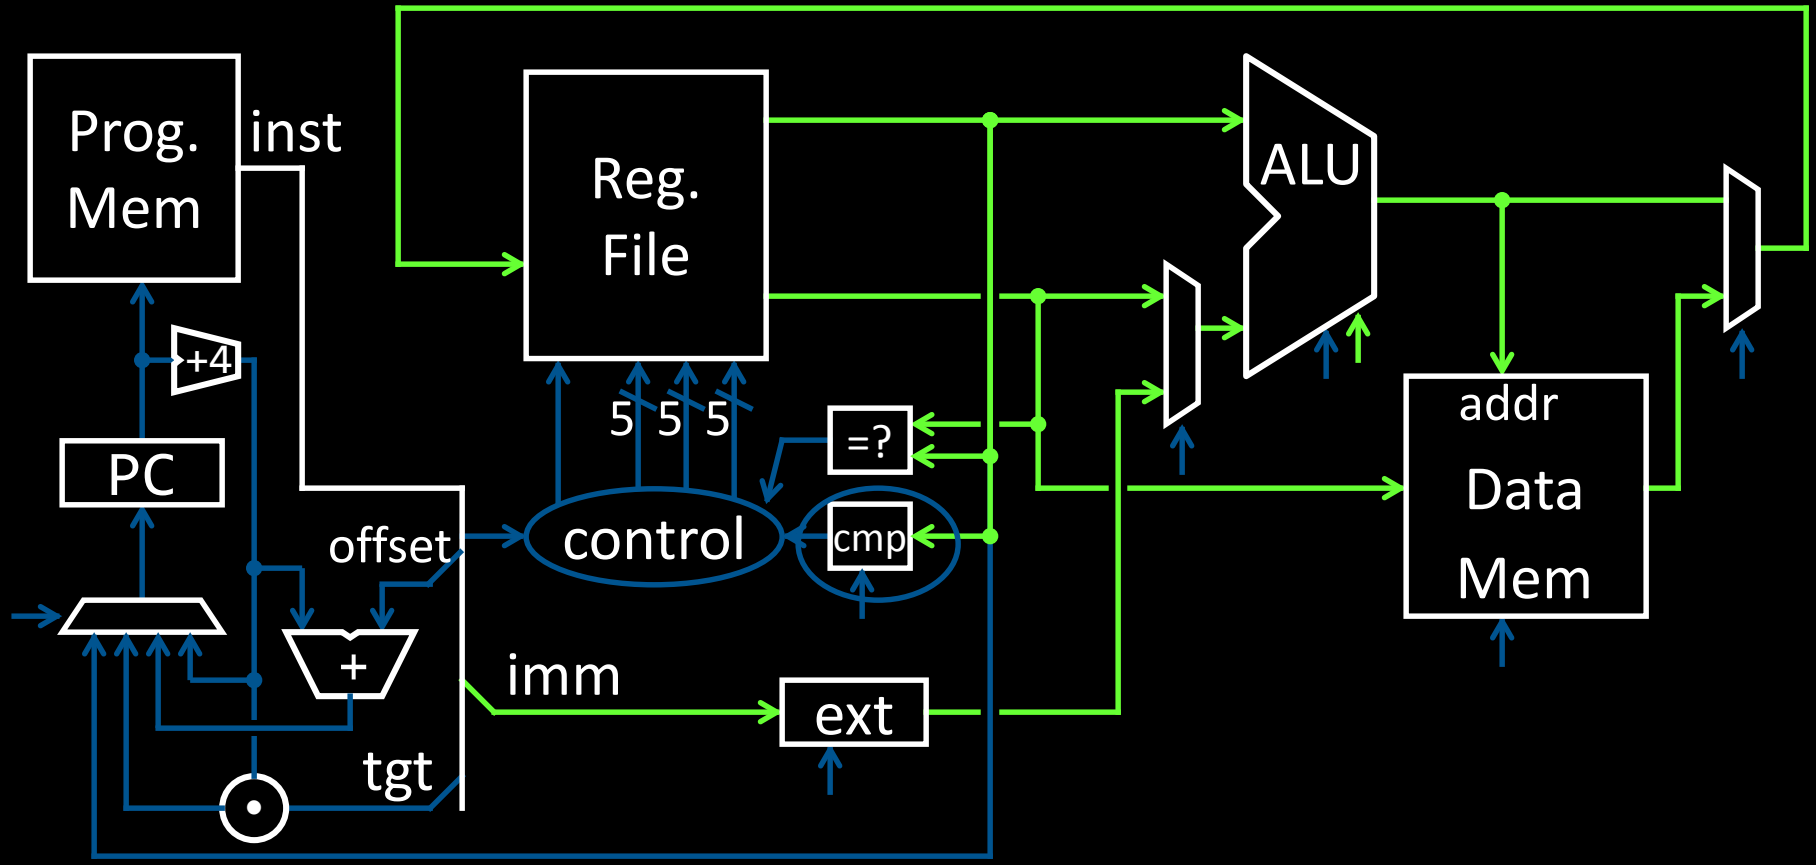 Prog.
Mem
inst
Reg.
File
ALU
+4
5 5 5
=?
addr
Data
Mem
PC
control
cmp
offset
+
imm
ext
tgt